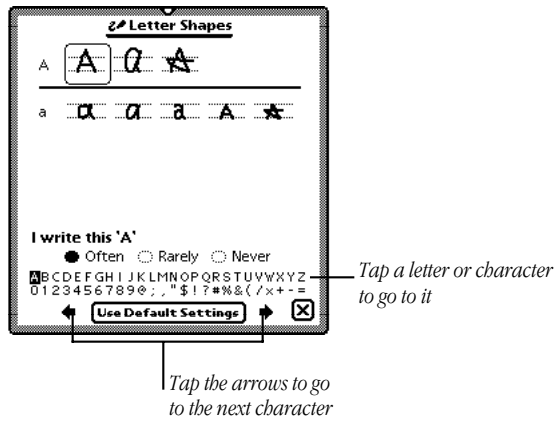 Letter Shapes
A A a A
a a a a A A
I write this 'A'
Often Rarely Never
ABCDEFGHIJKLMNOPQRSTUVWXYZ
0123456789@;,"$!?#%&(/x+-=
Use Default Settings
Tap a letter or character
to go to it
Tap the arrows to go
to the next character